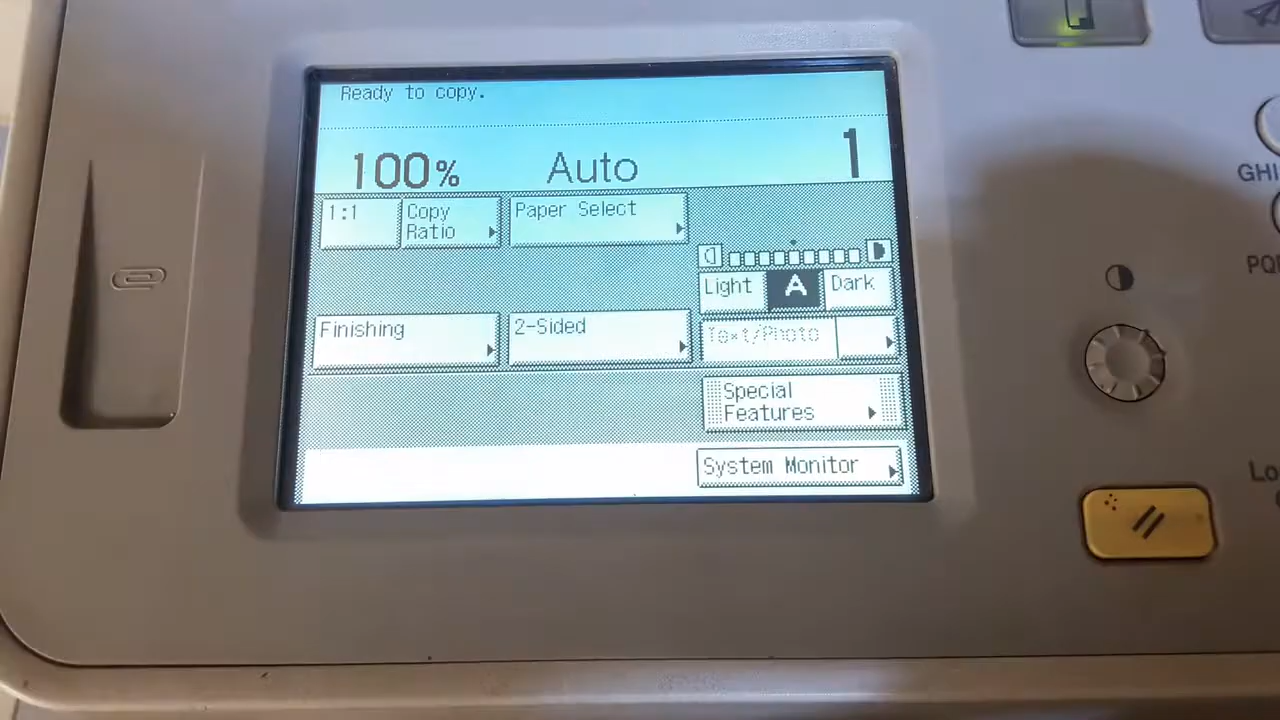 Ready to copy.
100% Auto 1
1:1 Copy Ratio Paper Select
Light A Dark
Finishing 2-Sided Text/Photo
Special Features
System Monitor
GHI